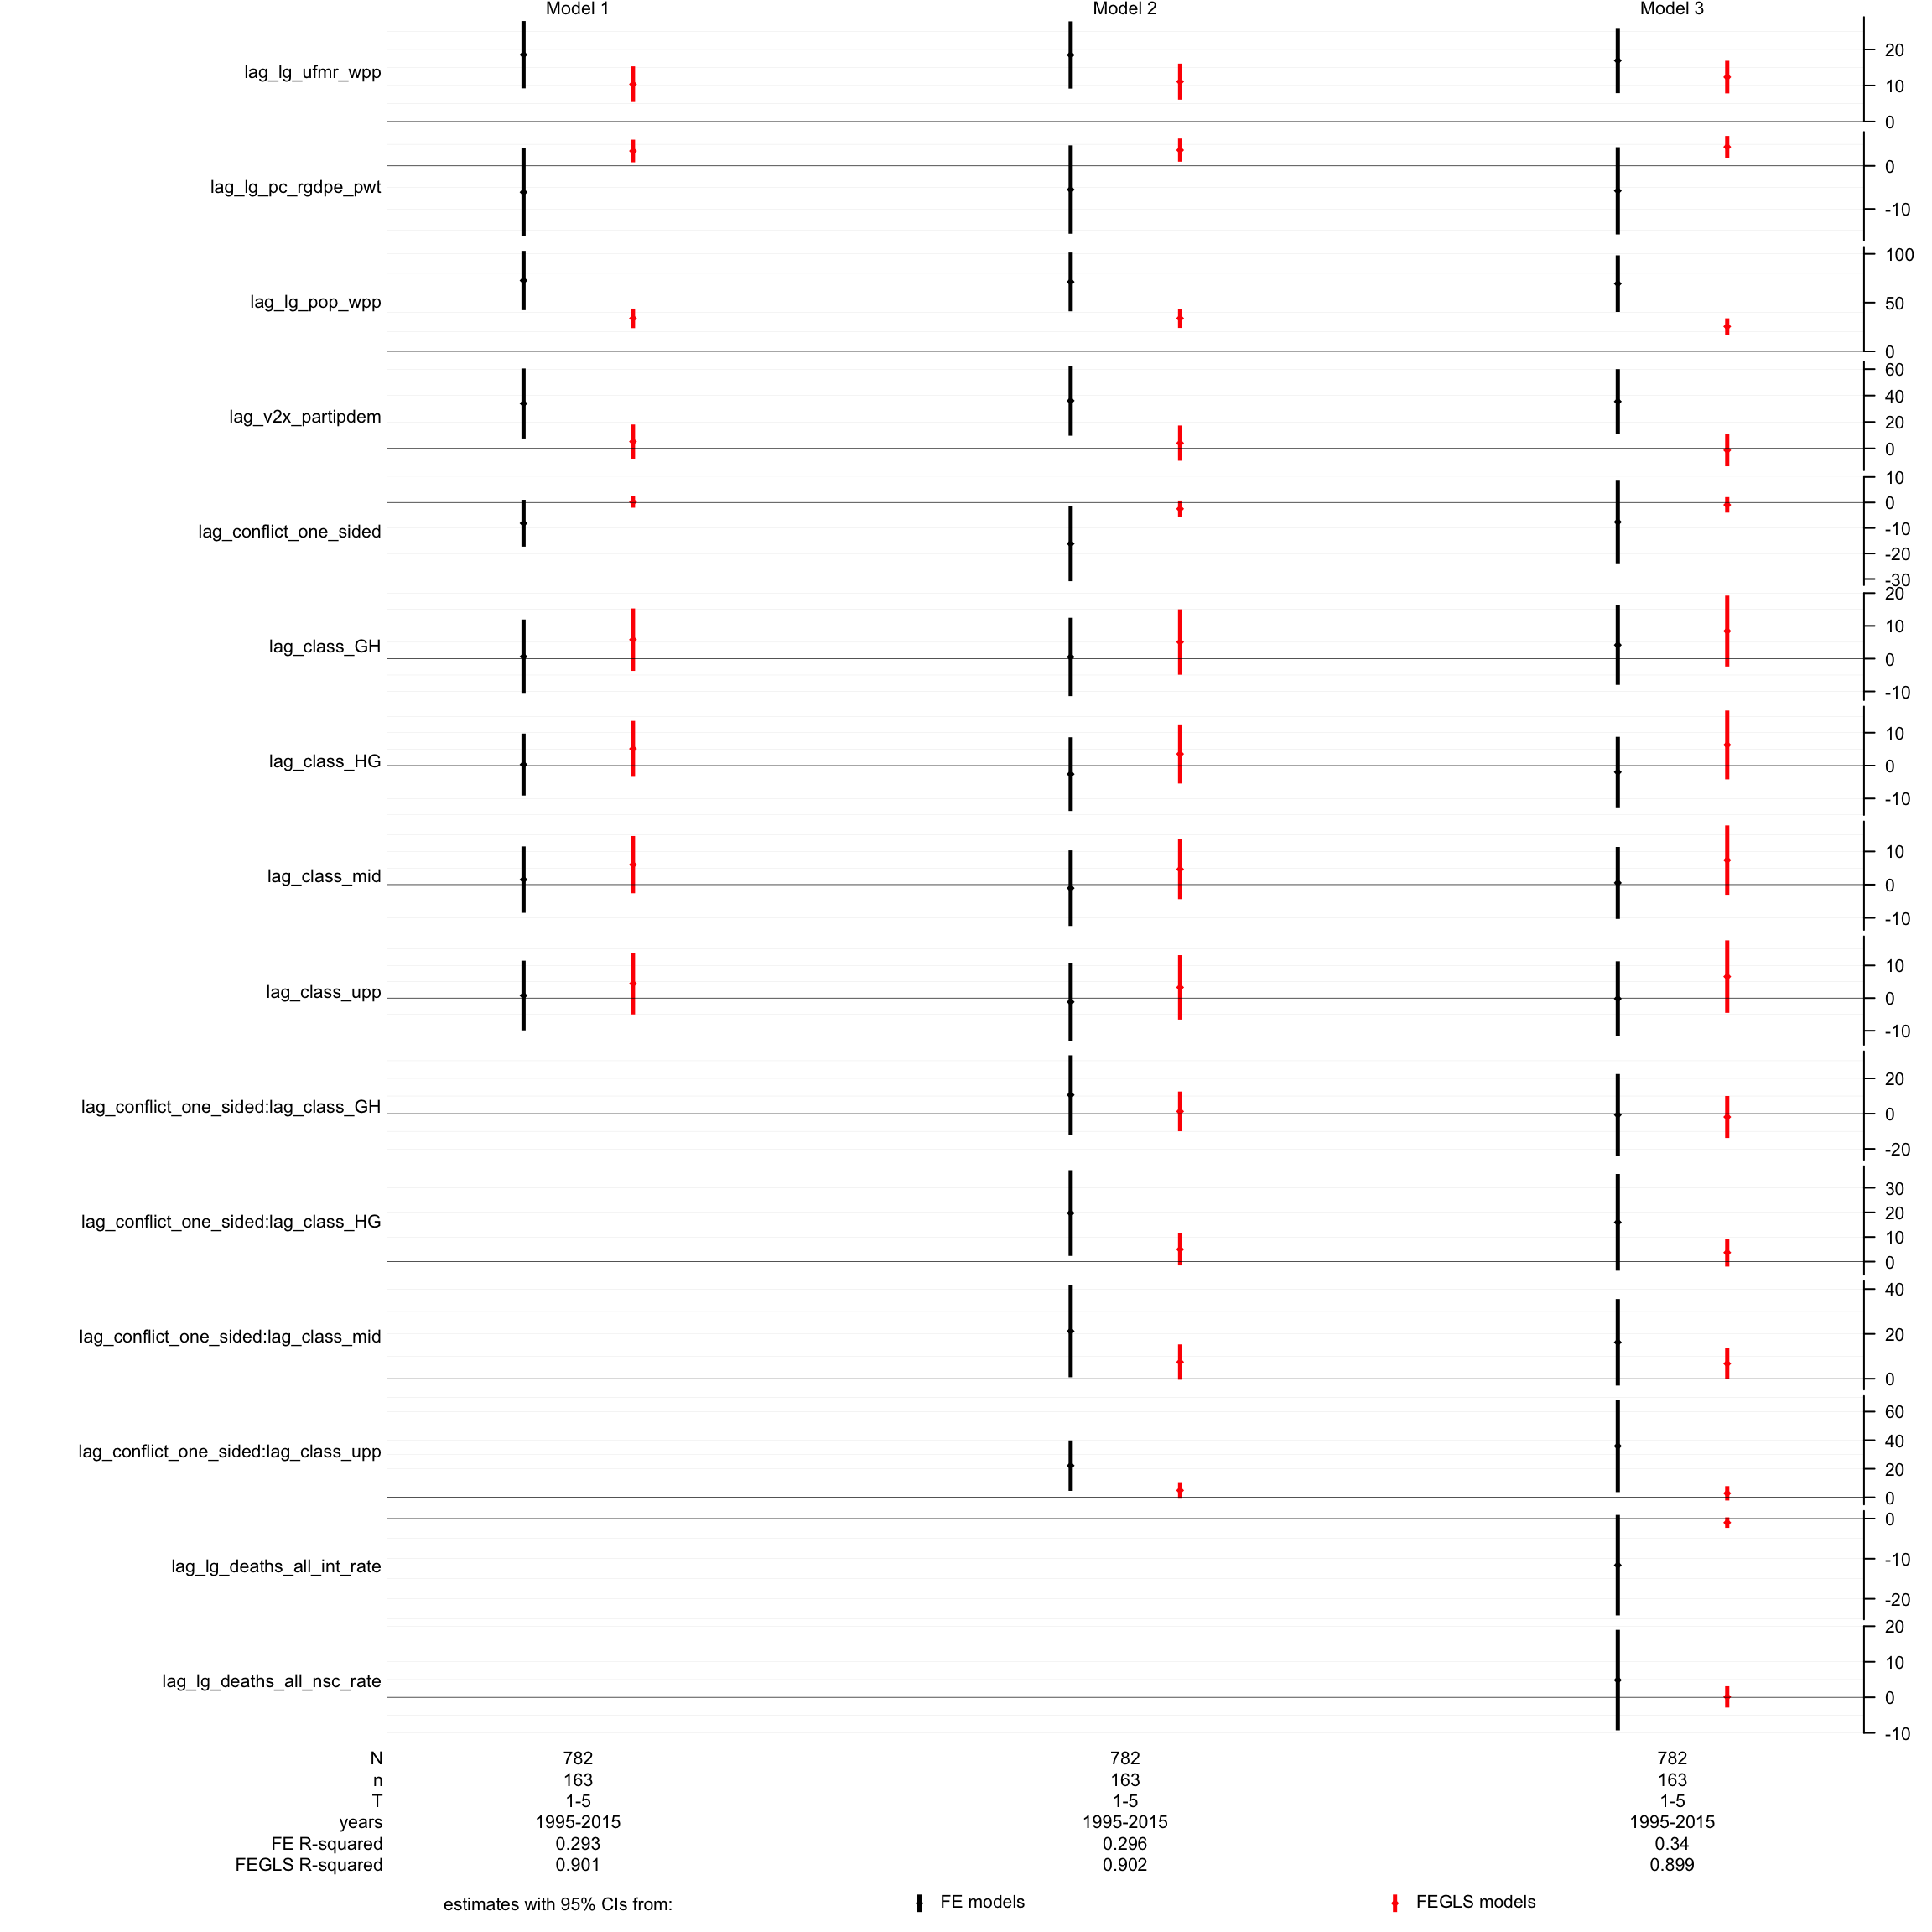 Model 1 Model 2 Model 3
20
lag_lg_ufmr_wpp
10
0
0
lag_lg_pc_rgdpe_pwt
-10
100
lag_lg_pop_wpp
50
0
60
40
lag_v2x_partipdem
20
0
10
0
-10
lag_conflict_one_sided
-20
-30
20
10
lag_class_GH
0
-10
10
lag_class_HG
0
-10
10
lag_class_mid
0
-10
10
lag_class_upp
0
-10
20
lag_conflict_one_sided:lag_class_GH
0
-20
30
20
lag_conflict_one_sided:lag_class_HG
10
0
40
lag_conflict_one_sided:lag_class_mid
20
0
60
40
lag_conflict_one_sided:lag_class_upp
20
0
0
-10
lag_lg_deaths_all_int_rate
-20
20
10
lag_lg_deaths_all_nsc_rate
0
-10
N 782 782 782
n 163 163 163
T 1-5 1-5 1-5
years 1995-2015 1995-2015 1995-2015
FE R-squared 0.293 0.296 0.34
FEGLS R-squared 0.901 0.902 0.899
estimates with 95% CIs from: FE models FEGLS models